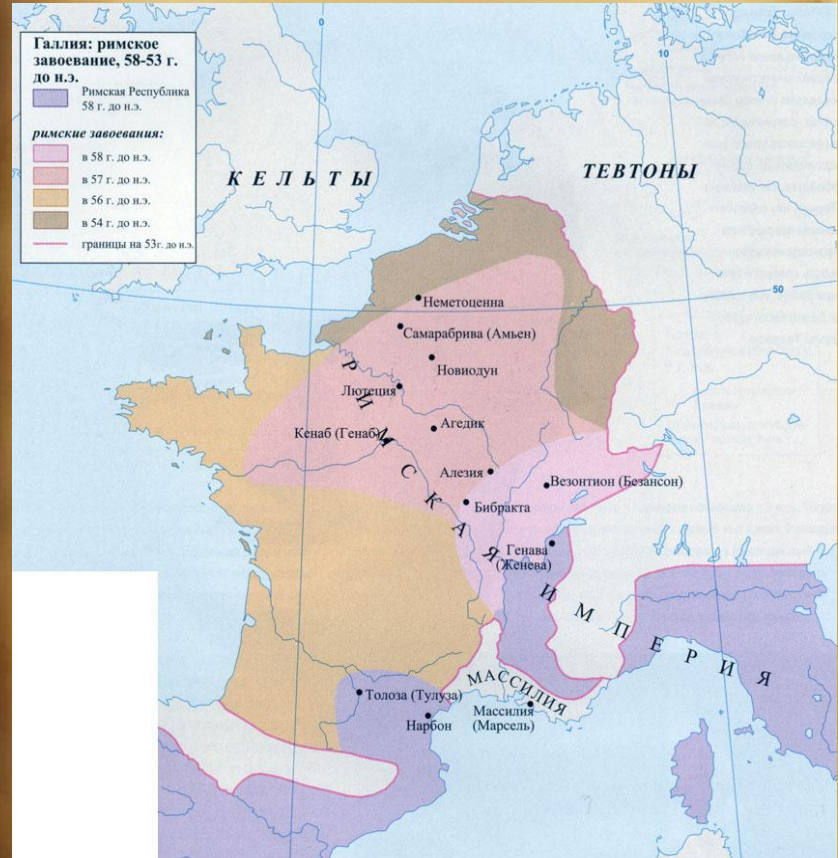 0
10
Галлия: римское
завоевание, 58-53 г.
до н.э.
Римская Республика
58 г. до н.э.
римские завоевания:
в 58 г. до н.э.
в 57 г. до н.э.
в 56 г. до н.э.
в 54 г. до н.э.
границы на 53г. до н.э.
КЕЛЬТЫ
ТЕВТОНЫ
50
Неметоценна
Самарабрива (Амьен)
Новиодун
Лютеция
Агедик
Кенаб (Генаб)
Алезия
Везонтион (Безансон)
Бибракта
Генава
(Женева)
РИМСКАЯ ИМПЕРИЯ
МАССИЛИЯ
Толоза (Тулуза)
Нарбон
Массилия
(Марсель)